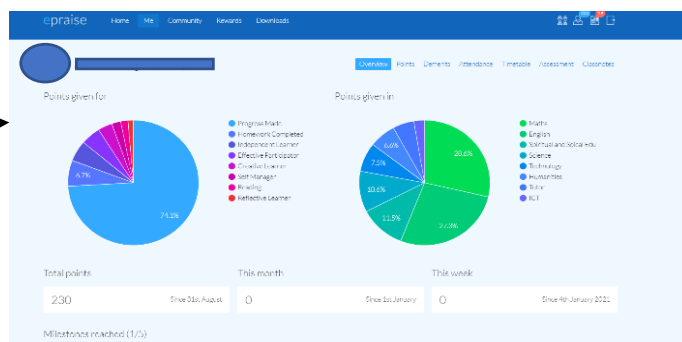 epraise Home Me Community Rewards Downloads
Overview Points Demerits Attendance Timetable Assessment Classnotes
Points given for
Progress Made
Homework Completed
Independent Learner
Effective Participator
Creative Learner
Self Manager
Reading
Reflective Learner
6.7%
74.3%
Points given in
Maths
English
Spiritual and Social Edu
Science
Technology
Humanities
Tutor
ICT
28.6%
27.3%
11.5%
10.6%
7.5%
6.6%
Total points
230 Since 31st August
This month
0 Since 1st January
This week
0 Since 4th January 2021
Milestones reached (1/5)